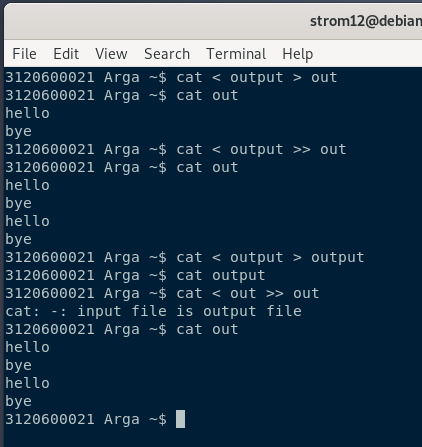 strom12@debian
File Edit View Search Terminal Help
3120600021 Arga ~$ cat < output > out
3120600021 Arga ~$ cat out
hello
bye
3120600021 Arga ~$ cat < output >> out
3120600021 Arga ~$ cat out
hello
bye
hello
bye
3120600021 Arga ~$ cat < output > output
3120600021 Arga ~$ cat output
3120600021 Arga ~$ cat < out >> out
cat: -: input file is output file
3120600021 Arga ~$ cat out
hello
bye
hello
bye
3120600021 Arga ~$